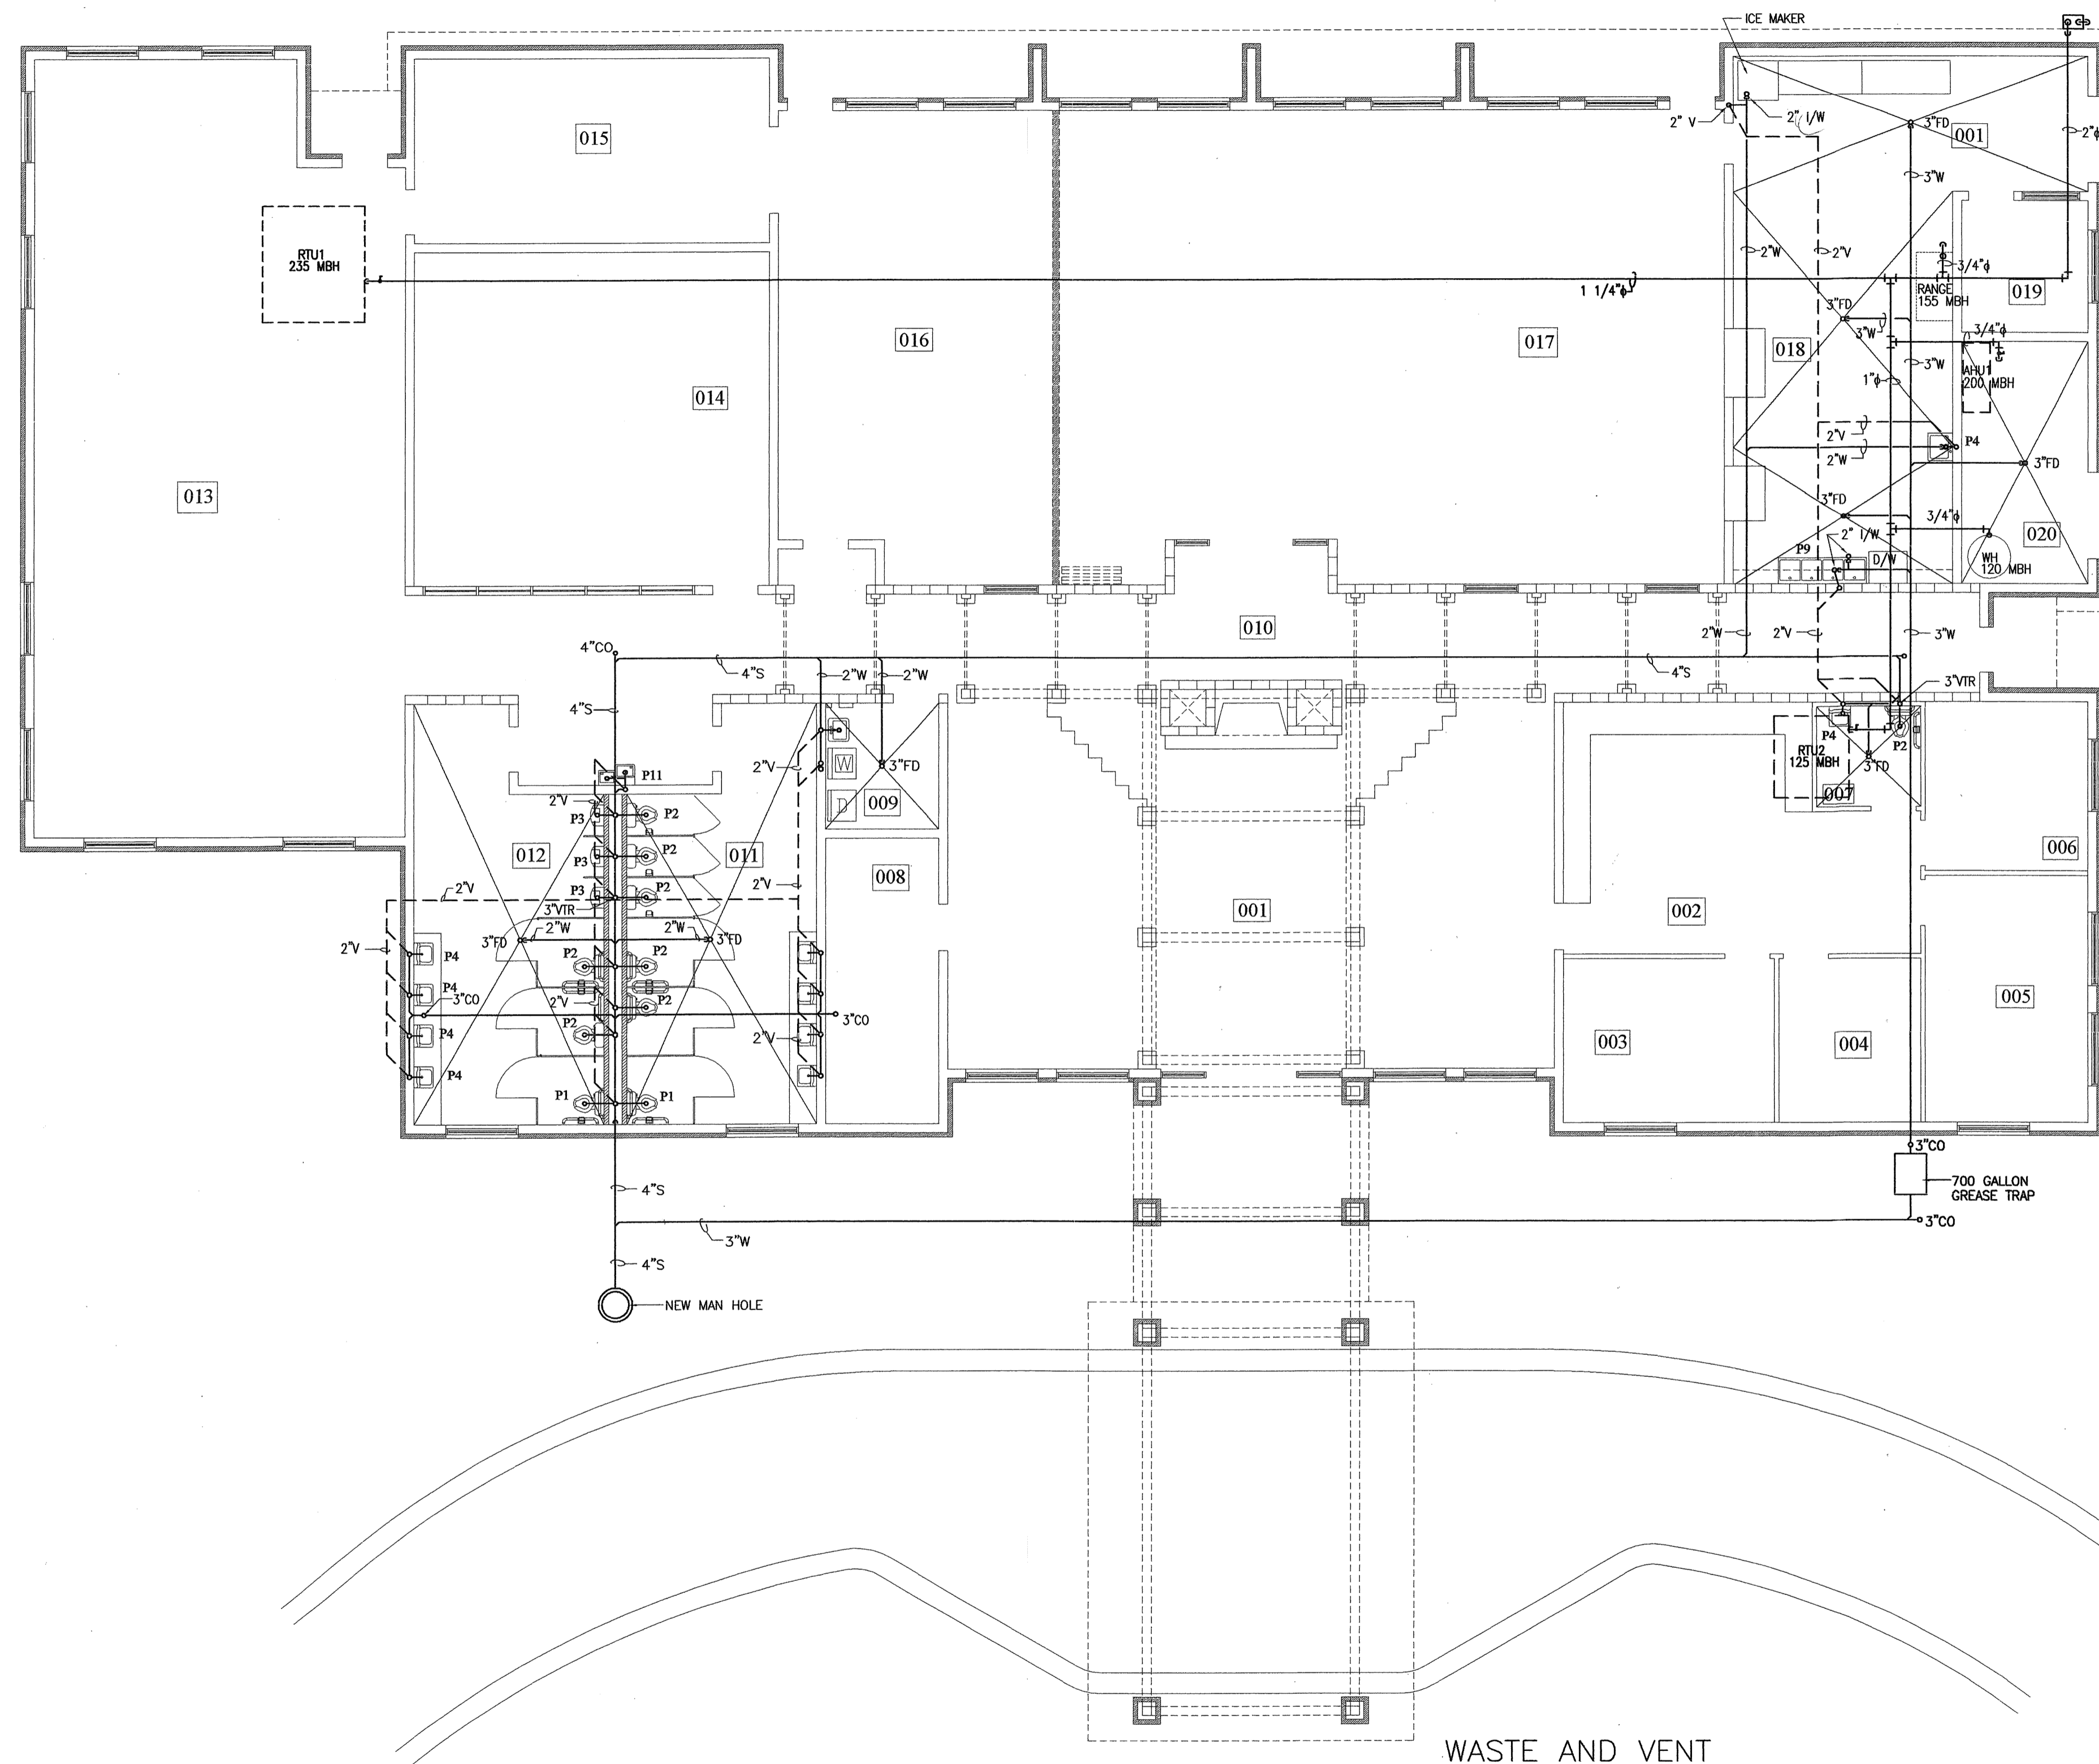 ICE MAKER
2" V
2" I/W
3"FD
001
2"ϕ
015
3"W
RTU1
235 MBH
2"W
2"V
3/4"ϕ
1 1/4"ϕ
RANGE
155 MBH
019
3"FD
3"W
3/4"ϕ
016
017
018
3"W
AHU1
200 MBH
1"ϕ
014
2"V
P4
2"W
3"FD
013
3"FD
3/4"ϕ
2" I/W
020
P9
D/W
WH
120 MBH
010
2"W
2"V
3"W
4"CO
4"S
2"W
2"W
4"S
3"VTR
4"S
P4
P2
RTU2
125 MBH
3"FD
007
P11
2"V
W
3"FD
D
009
2"V
P3
P2
P3
P2
012
011
006
P3
P2
2"V
008
2"V
3"VTR
001
002
2"W
2"W
3"FD
3"FD
2"V
P4
P2
P2
P4
3"CO
2"V
P2
005
3"CO
P4
P2
2"V
003
004
P4
P1
P1
3"CO
4"S
700 GALLON
GREASE TRAP
3"CO
3"W
4"S
NEW MAN HOLE
WASTE AND VENT